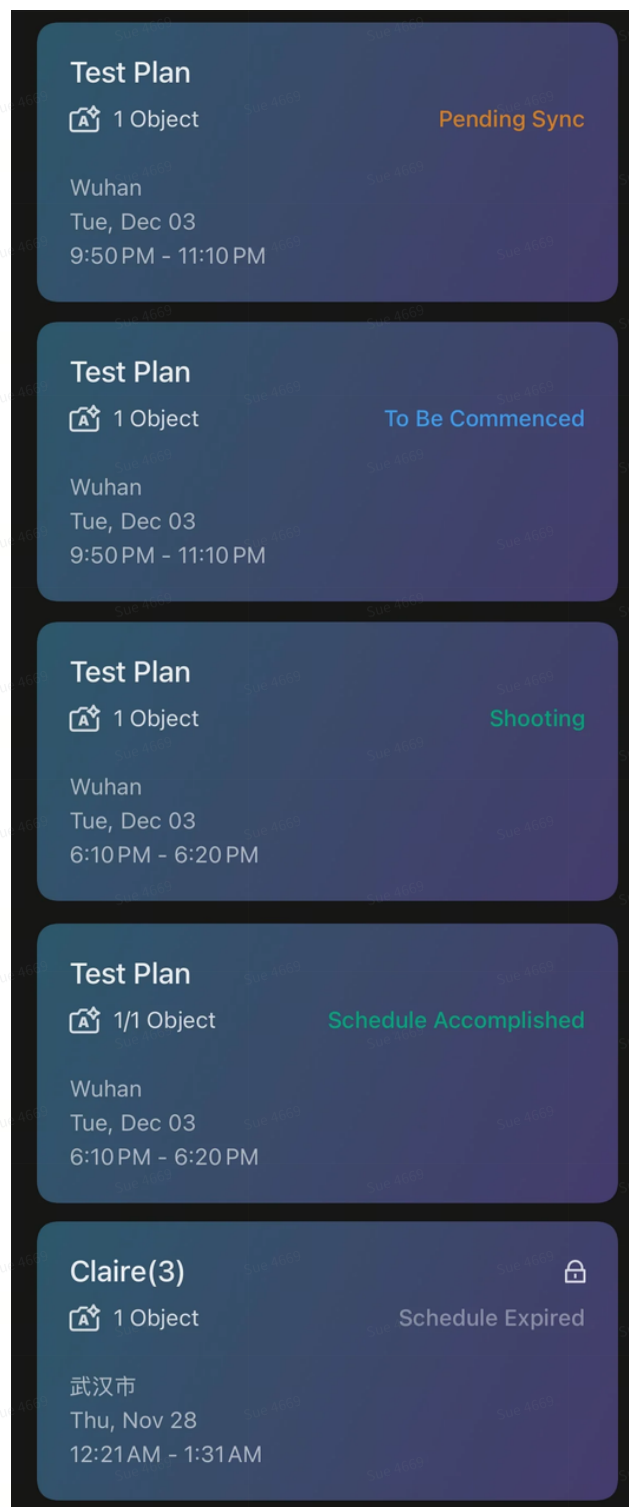 Test Plan
1 Object
Pending Sync
Wuhan
Tue, Dec 03
9:50 PM - 11:10 PM
Test Plan
1 Object
To Be Commenced
Wuhan
Tue, Dec 03
9:50 PM - 11:10 PM
Test Plan
1 Object
Shooting
Wuhan
Tue, Dec 03
6:10 PM - 6:20 PM
Test Plan
1/1 Object
Schedule Accomplished
Wuhan
Tue, Dec 03
6:10 PM - 6:20 PM
Claire(3)
1 Object
Schedule Expired
武汉市
Thu, Nov 28
12:21 AM - 1:31 AM
Sue 4669